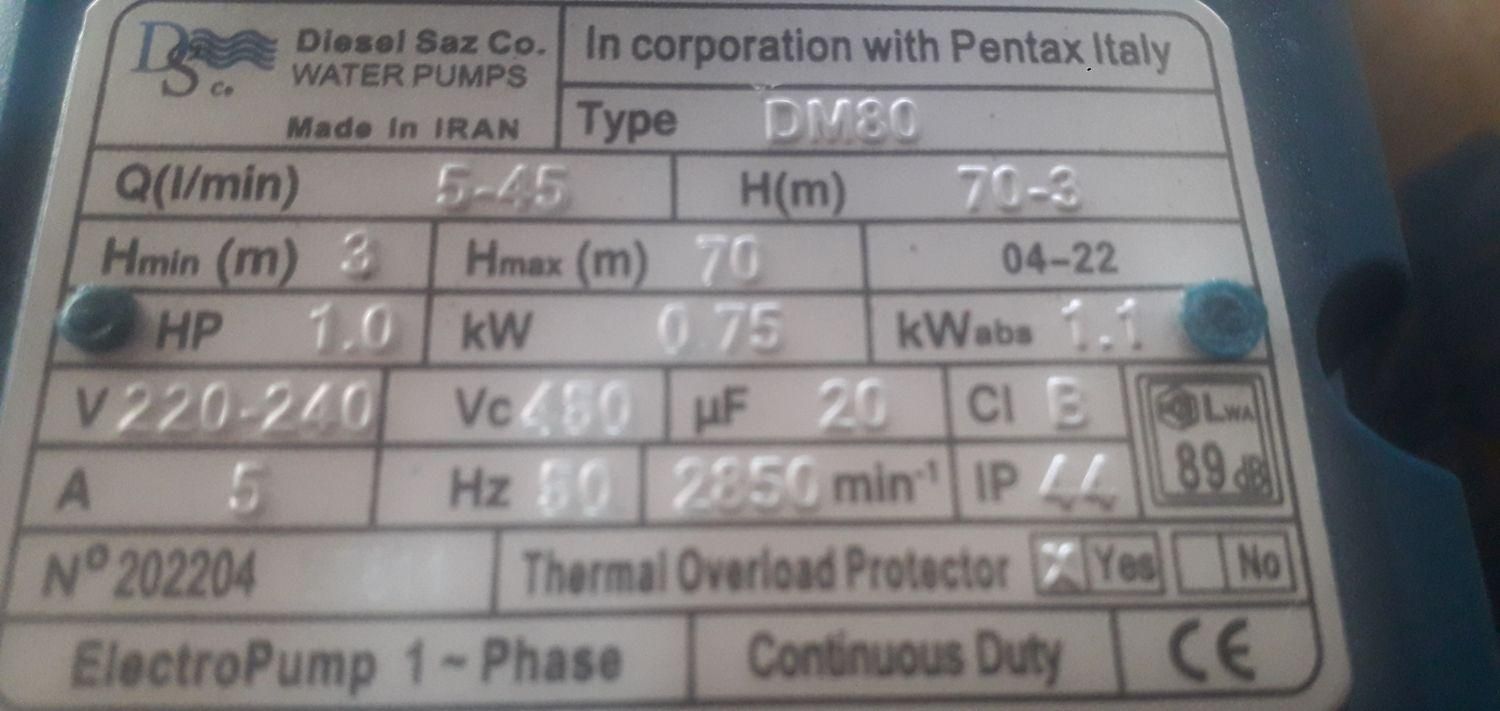 DS Co Diesel Saz Co.
WATER PUMPS
Made In IRAN
In corporation with Pentax Italy
Type DM80
Q(l/min) 5-45 H(m) 70-3
Hmin (m) 3 Hmax (m) 70 04-22
HP 1.0 kW 0.75 kWabs 1.1
V 220-240 Vc 450 µF 20 Cl B
LWA
89 dB
A 5 Hz 50 2850 min-1 IP 44
Nº 202204 Thermal Overload Protector X Yes No
ElectroPump 1 ~ Phase Continuous Duty CE